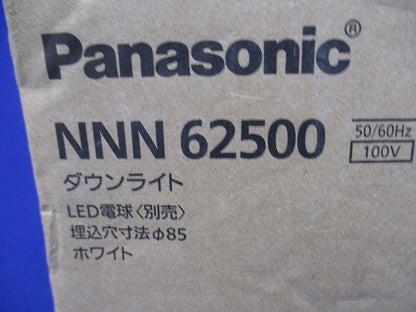 Panasonic®
NNN 62500
50/60Hz
100V
ダウンライト
LED電球〈別売〉
埋込穴寸法φ85
ホワイト